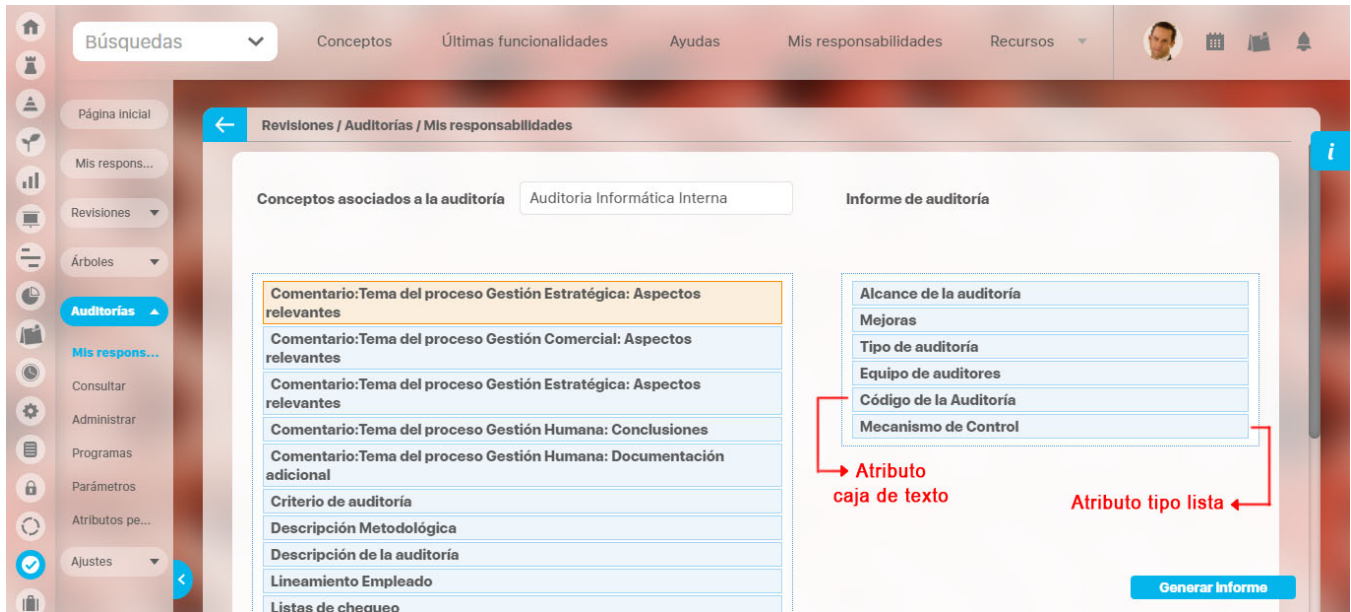 Búsquedas
Conceptos
Últimas funcionalidades
Ayudas
Mis responsabilidades
Recursos
Página inicial
Mis respons...
Revisiones
Árboles
Auditorías
Mis respons...
Consultar
Administrar
Programas
Parámetros
Atributos pe...
Ajustes
Revisiones / Auditorías / Mis responsabilidades
i
Conceptos asociados a la auditoría
Auditoria Informática Interna
Informe de auditoría
Comentario:Tema del proceso Gestión Estratégica: Aspectos
relevantes
Comentario:Tema del proceso Gestión Comercial: Aspectos
relevantes
Comentario:Tema del proceso Gestión Estratégica: Aspectos
relevantes
Comentario:Tema del proceso Gestión Humana: Conclusiones
Comentario:Tema del proceso Gestión Humana: Documentación
adicional
Criterio de auditoría
Descripción Metodológica
Descripción de la auditoría
Lineamiento Empleado
Listas de chequeo
Alcance de la auditoría
Mejoras
Tipo de auditoría
Equipo de auditores
Código de la Auditoría
Mecanismo de Control
Atributo
caja de texto
Atributo tipo lista
Generar Informe